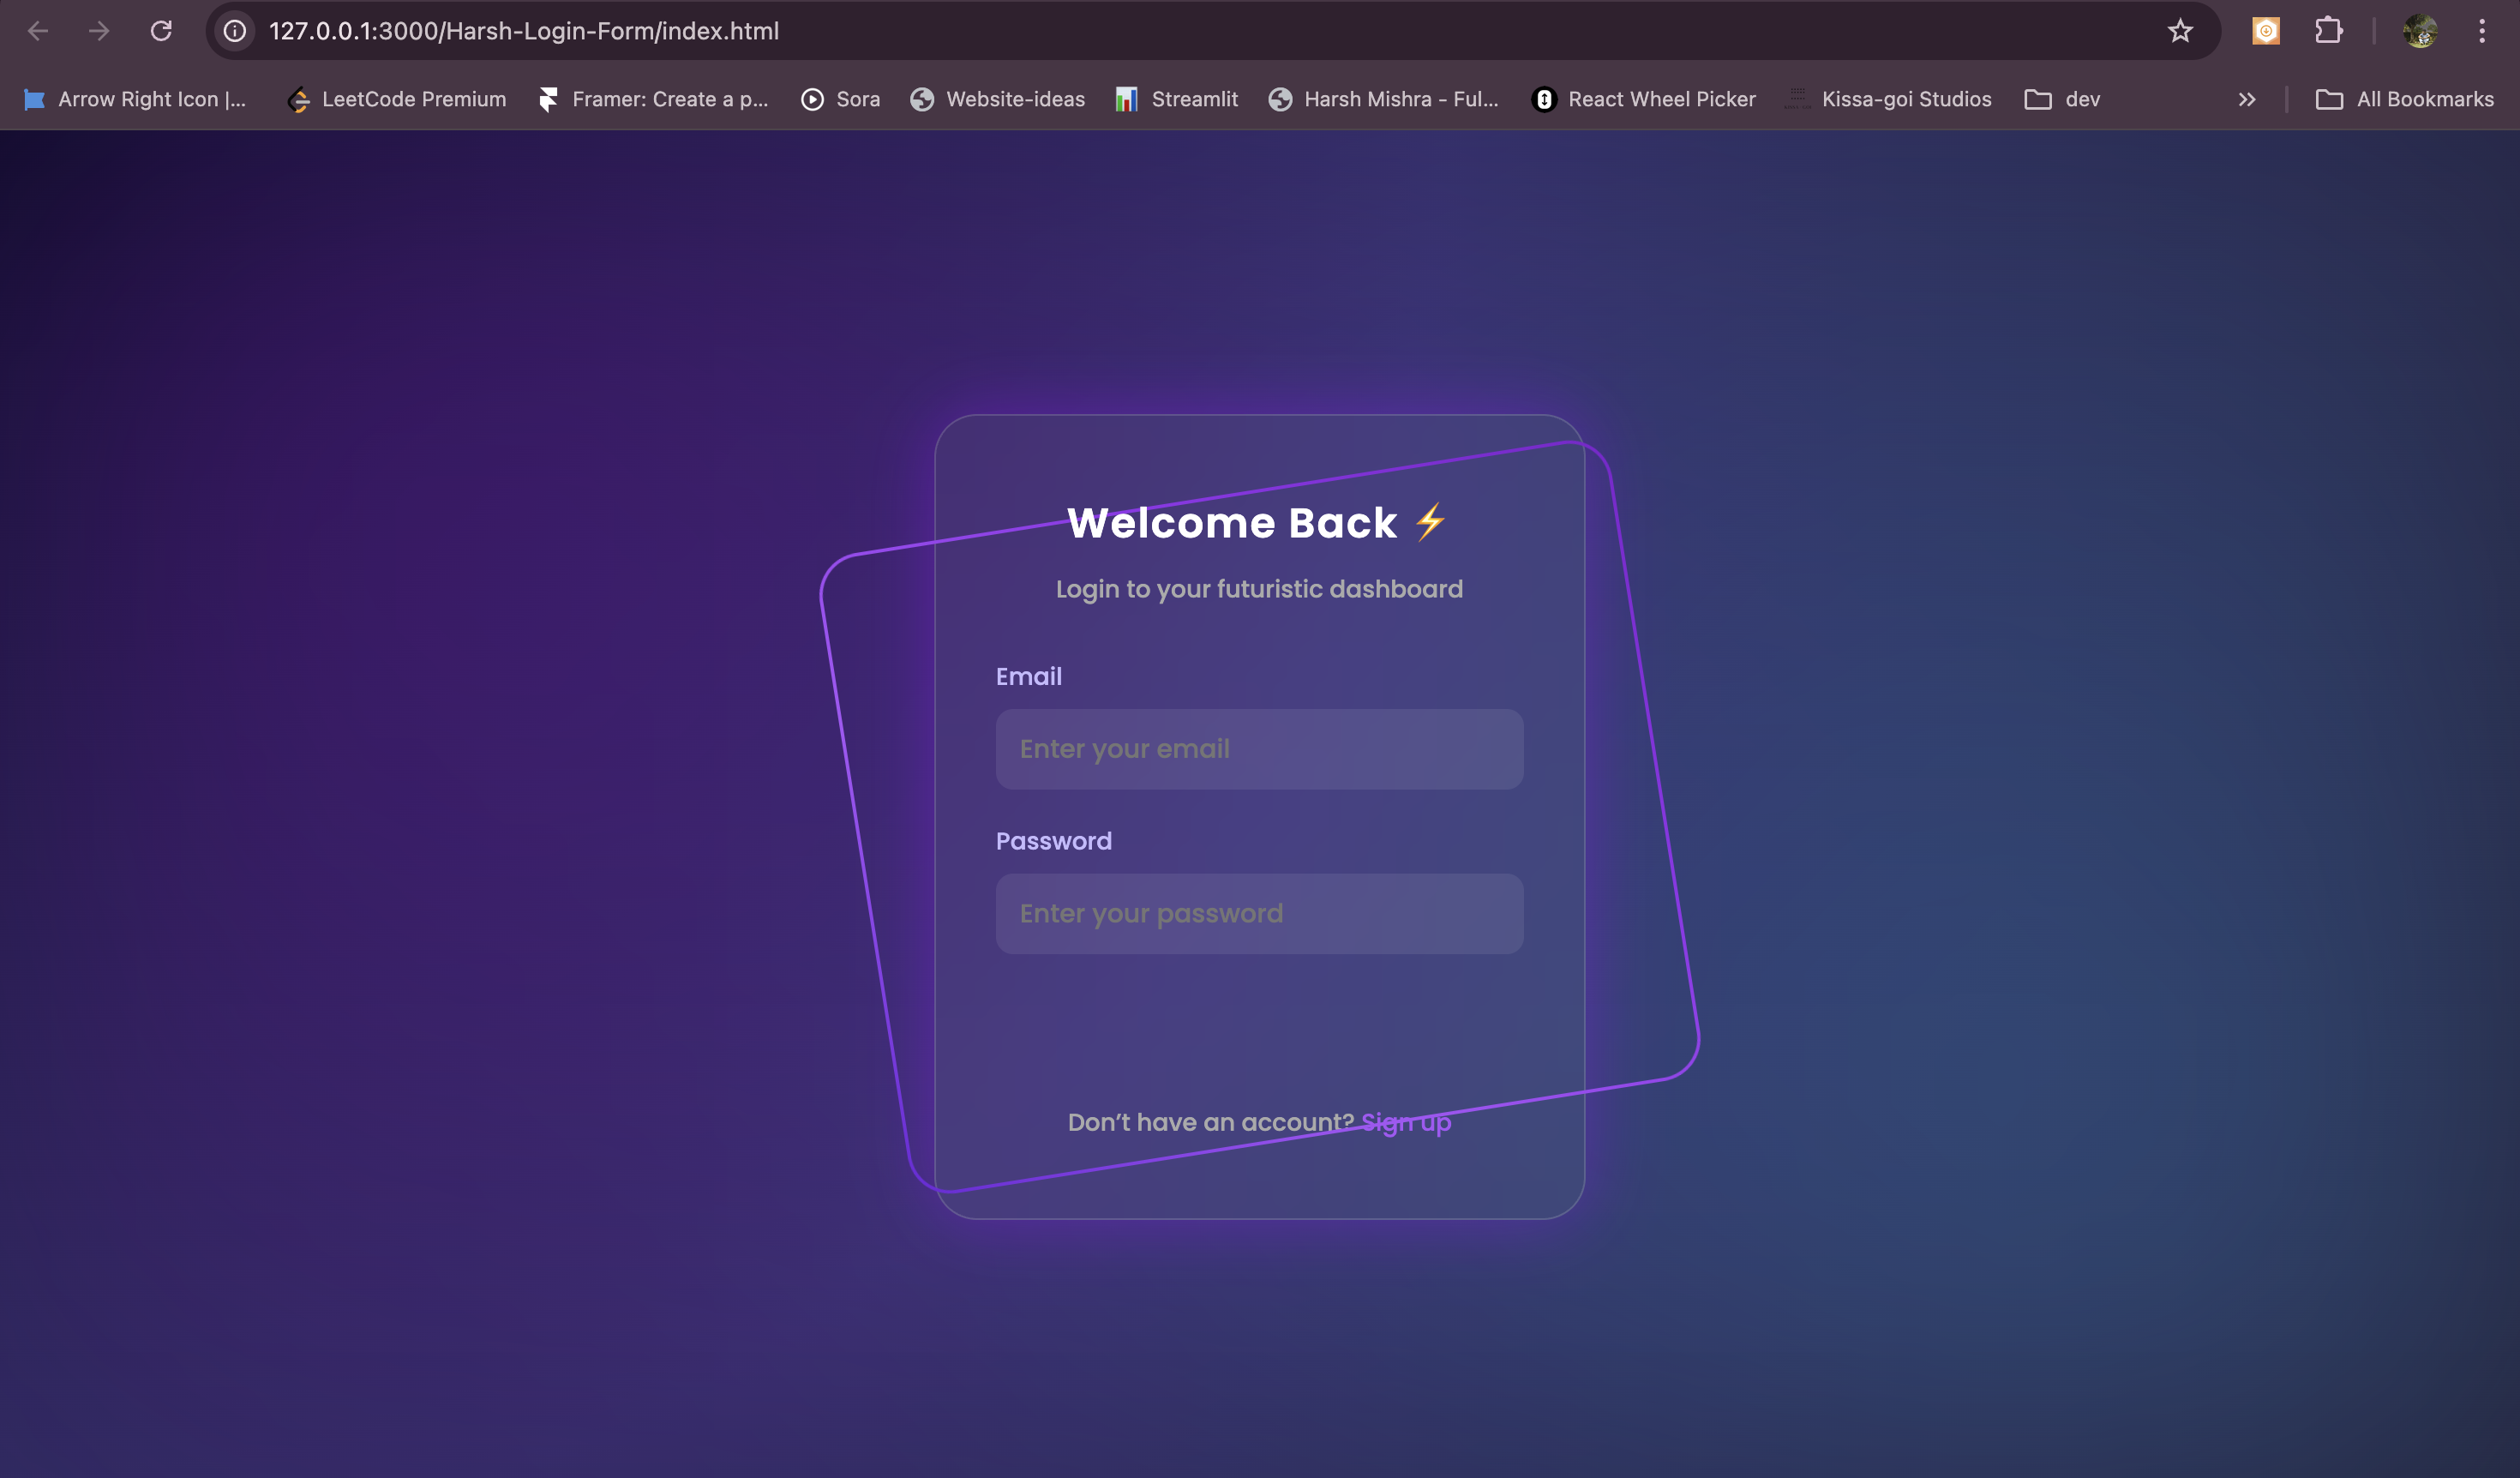 127.0.0.1:3000/Harsh-Login-Form/index.html
Arrow Right Icon |... LeetCode Premium Framer: Create a p... Sora Website-ideas Streamlit Harsh Mishra - Ful... React Wheel Picker Kissa-goi Studios dev All Bookmarks
Welcome Back ⚡
Login to your futuristic dashboard
Email
Enter your email
Password
Enter your password
Don’t have an account? Sign up